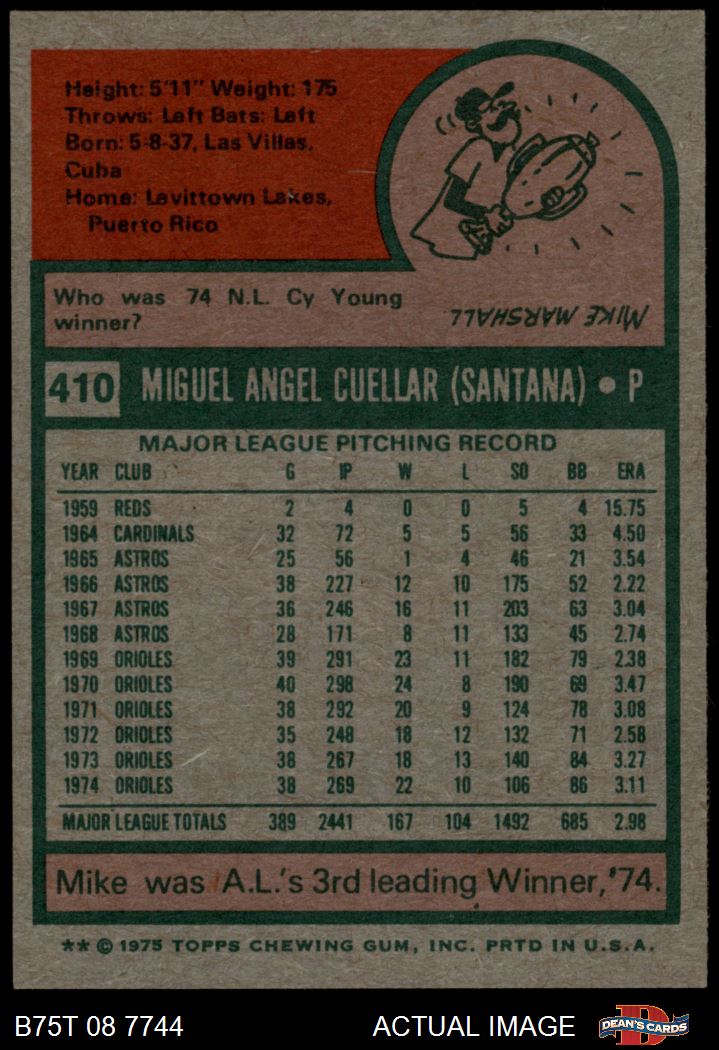 Height: 5'11" Weight: 175
Throws: Left Bats: Left
Born: 5-8-37, Las Villas,
Cuba
Home: Levittown Lakes,
Puerto Rico
Who was 74 N.L. Cy Young
winner?
MIKE MARSHALL
410 MIGUEL ANGEL CUELLAR (SANTANA) • P
MAJOR LEAGUE PITCHING RECORD
YEAR CLUB G IP W L SO BB ERA
1959 REDS 2 4 0 0 5 4 15.75
1964 CARDINALS 32 72 5 5 56 33 4.50
1965 ASTROS 25 56 1 4 46 21 3.54
1966 ASTROS 38 227 12 10 175 52 2.22
1967 ASTROS 36 246 16 11 203 63 3.04
1968 ASTROS 28 171 8 11 133 45 2.74
1969 ORIOLES 39 291 23 11 182 79 2.38
1970 ORIOLES 40 298 24 8 190 69 3.47
1971 ORIOLES 38 292 20 9 124 78 3.08
1972 ORIOLES 35 248 18 12 132 71 2.58
1973 ORIOLES 38 267 18 13 140 84 3.27
1974 ORIOLES 38 269 22 10 106 86 3.11
MAJOR LEAGUE TOTALS 389 2441 167 104 1492 685 2.98
Mike was A.L.'s 3rd leading Winner,'74.
** © 1975 TOPPS CHEWING GUM, INC. PRTD IN U.S.A.
B75T 08 7744 ACTUAL IMAGE DEAN'S CARDS